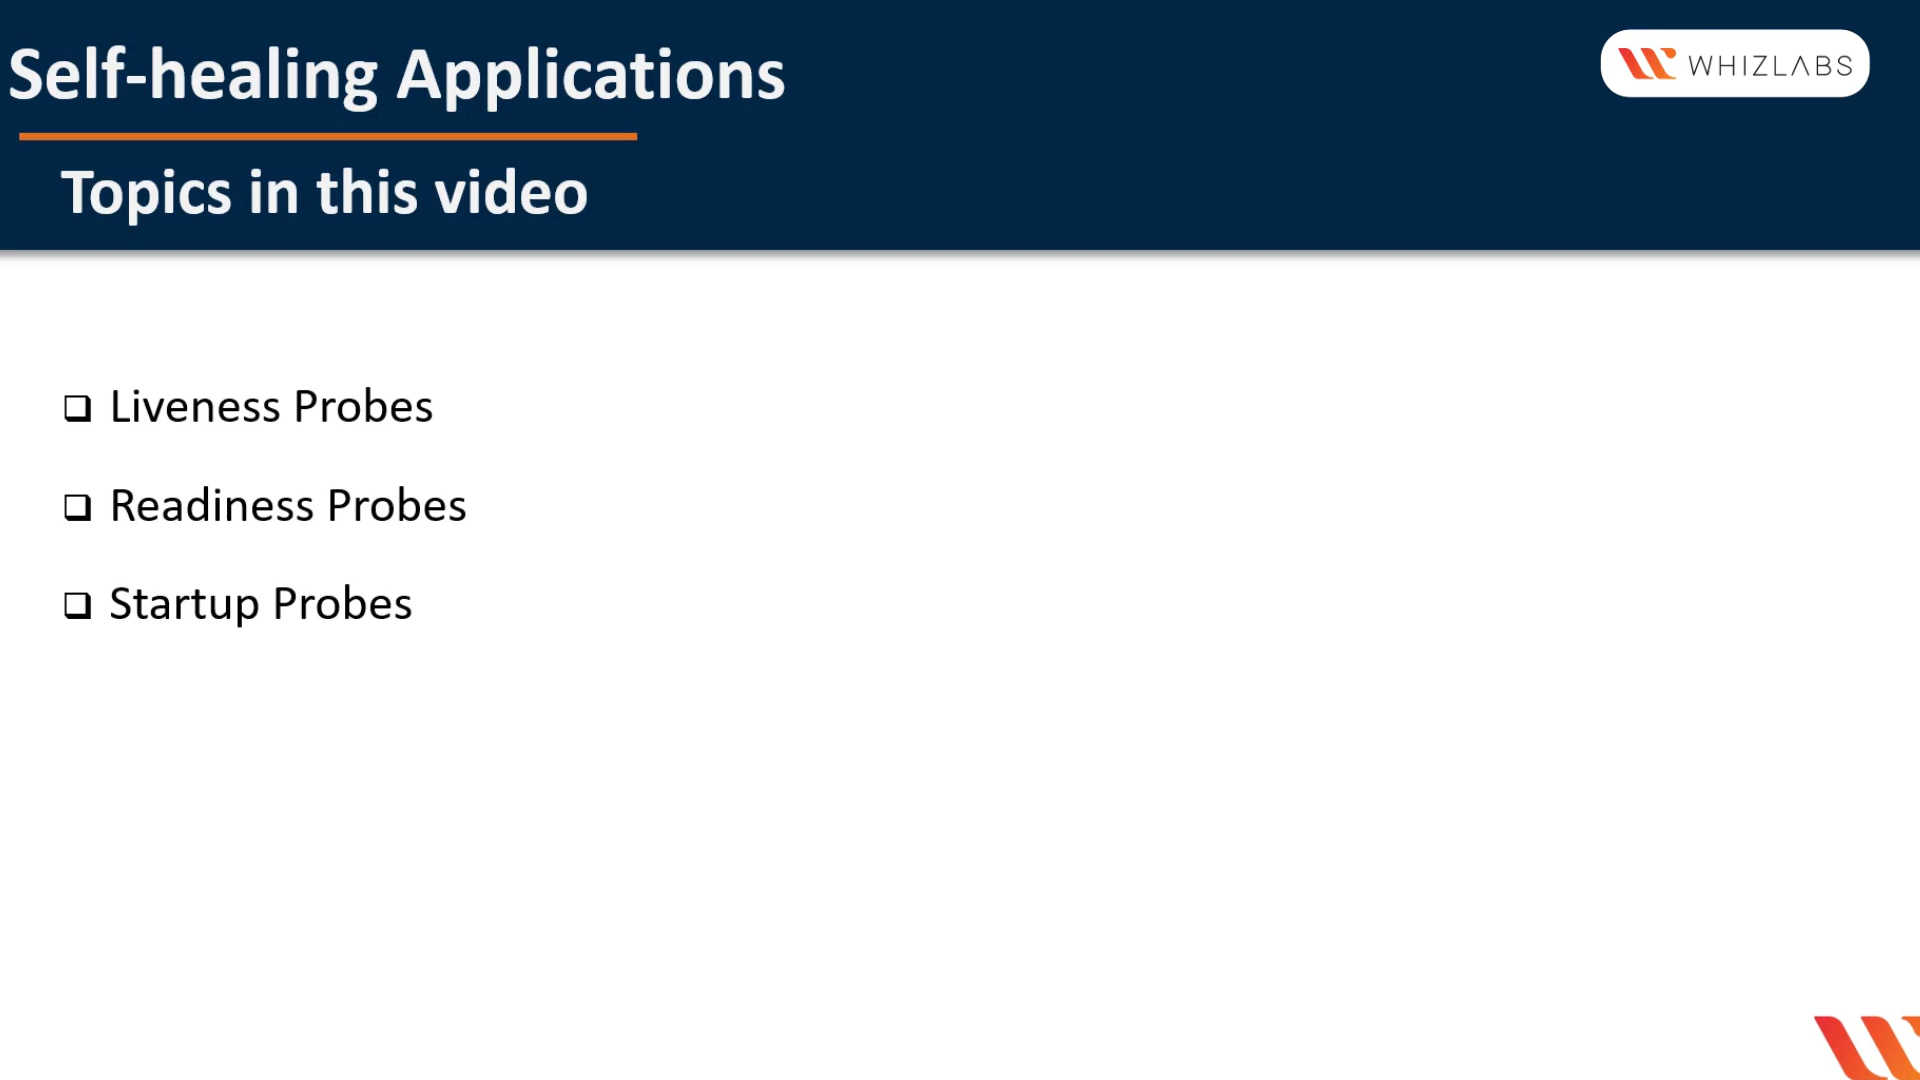 Self-healing Applications
WHIZLABS
Topics in this video
❑ Liveness Probes
❑ Readiness Probes
❑ Startup Probes